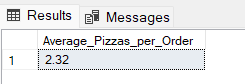 Results Messages
Average_Pizzas_per_Order
1 2.32